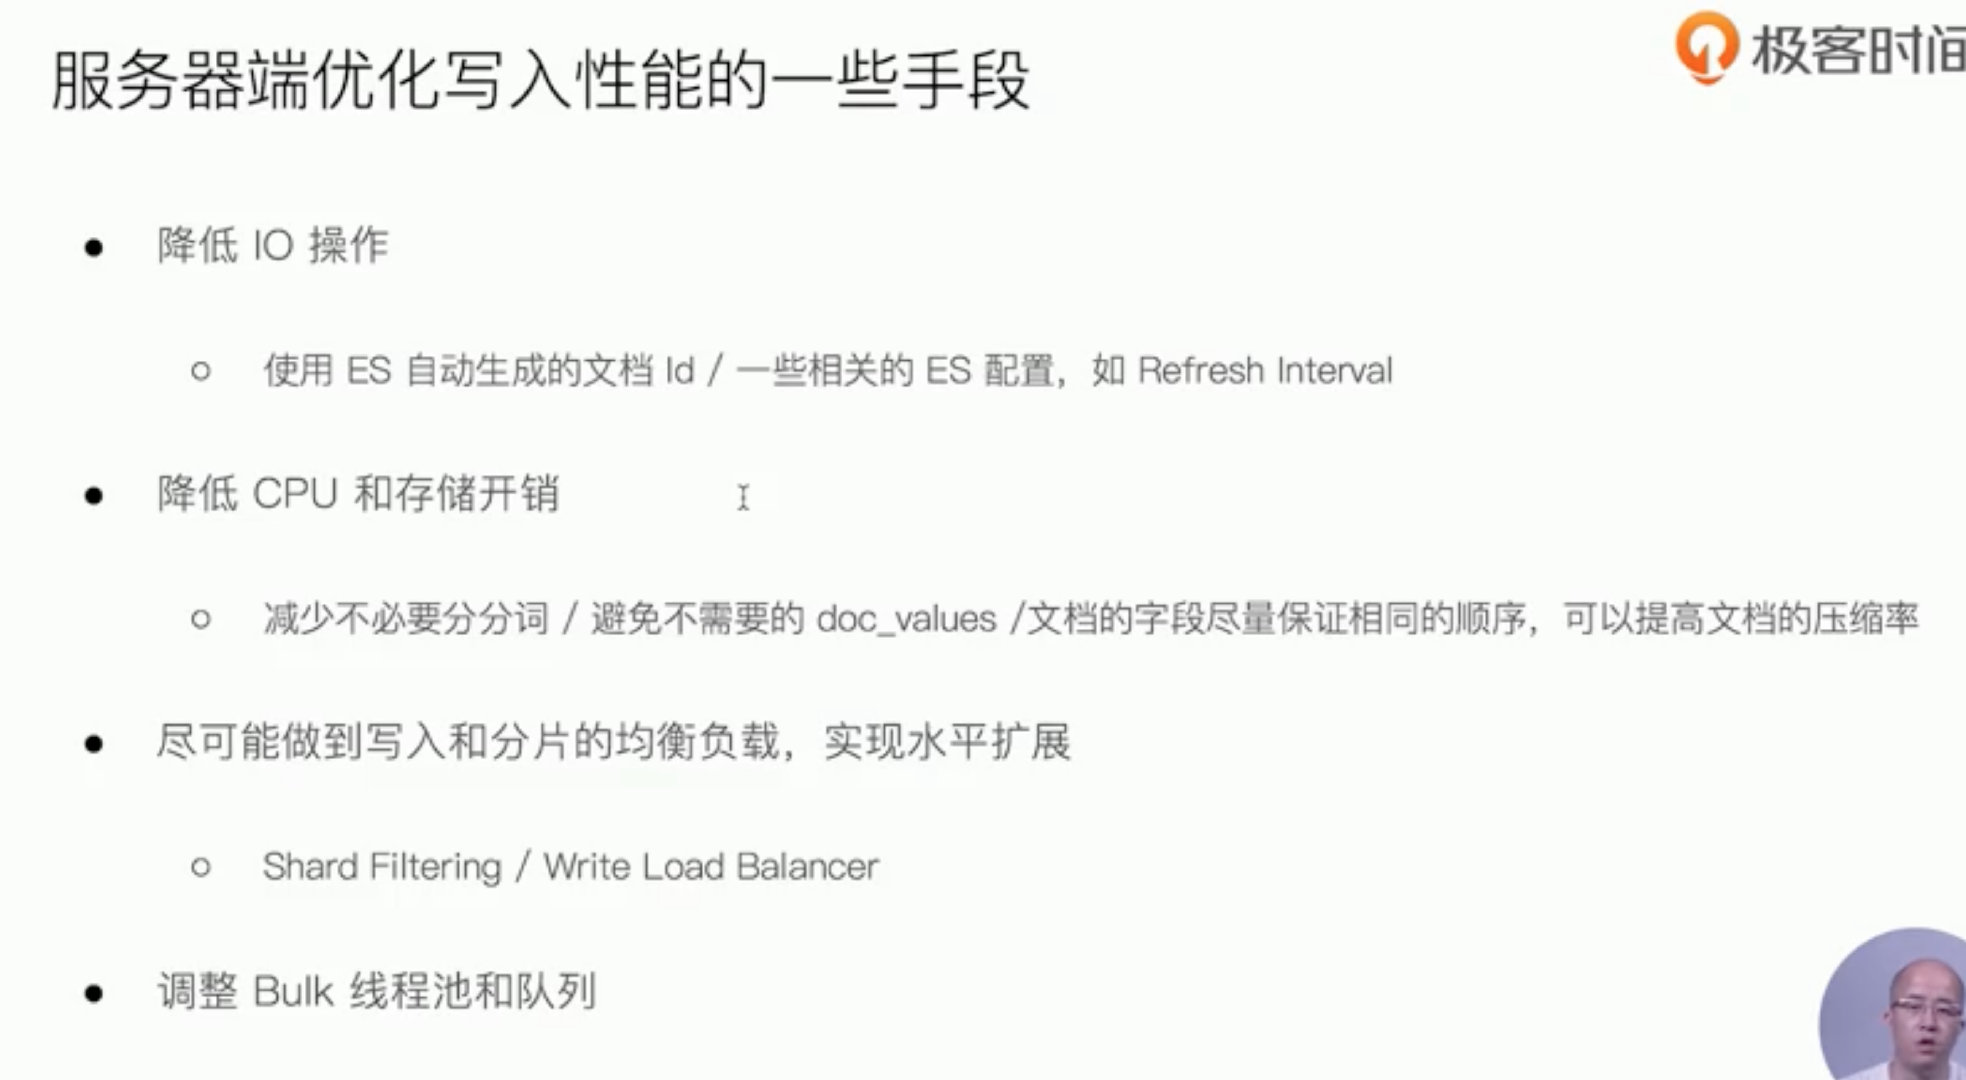 服务器端优化写入性能的一些手段
极客时间
● 降低 IO 操作
○ 使用 ES 自动生成的文档 Id / 一些相关的 ES 配置，如 Refresh Interval
● 降低 CPU 和存储开销
○ 减少不必要分分词 / 避免不需要的 doc_values /文档的字段尽量保证相同的顺序，可以提高文档的压缩率
● 尽可能做到写入和分片的均衡负载，实现水平扩展
○ Shard Filtering / Write Load Balancer
● 调整 Bulk 线程池和队列